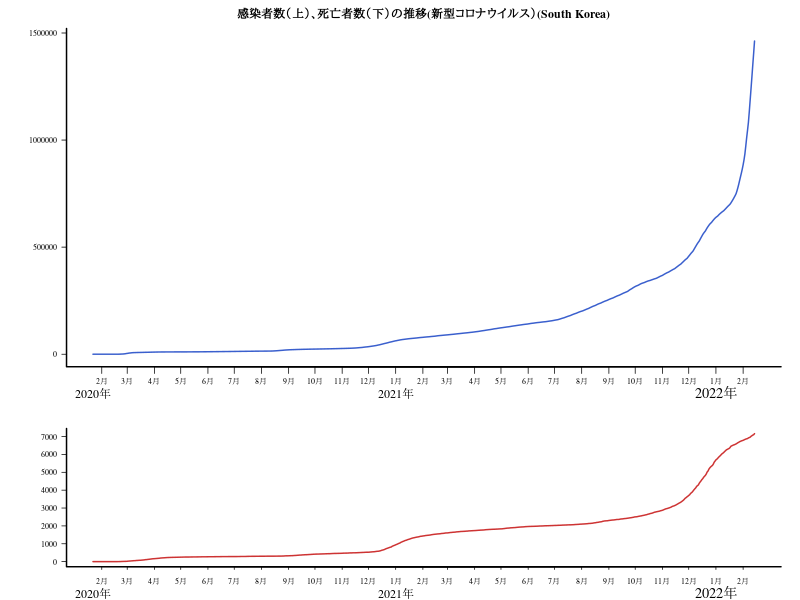 感染者数（上）、死亡者数（下）の推移(新型コロナウイルス）(South Korea)
1500000
1000000
500000
0
2月 3月 4月 5月 6月 7月 8月 9月 10月 11月 12月 1月 2月 3月 4月 5月 6月 7月 8月 9月 10月 11月 12月 1月 2月
2020年 2021年 2022年
7000
6000
5000
4000
3000
2000
1000
0
2月 3月 4月 5月 6月 7月 8月 9月 10月 11月 12月 1月 2月 3月 4月 5月 6月 7月 8月 9月 10月 11月 12月 1月 2月
2020年 2021年 2022年